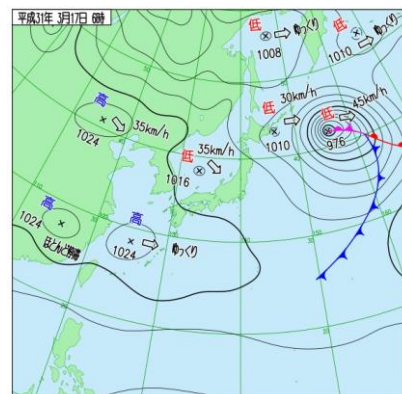 平成31年 3月17日 6時
低
1008
ゆっくり
低
1010
ゆっくり
高
1024
35km/h
低
1010
30km/h
低
976
45km/h
低
1016
35km/h
高
1024
ほとんど停滞
高
1024
ゆっくり